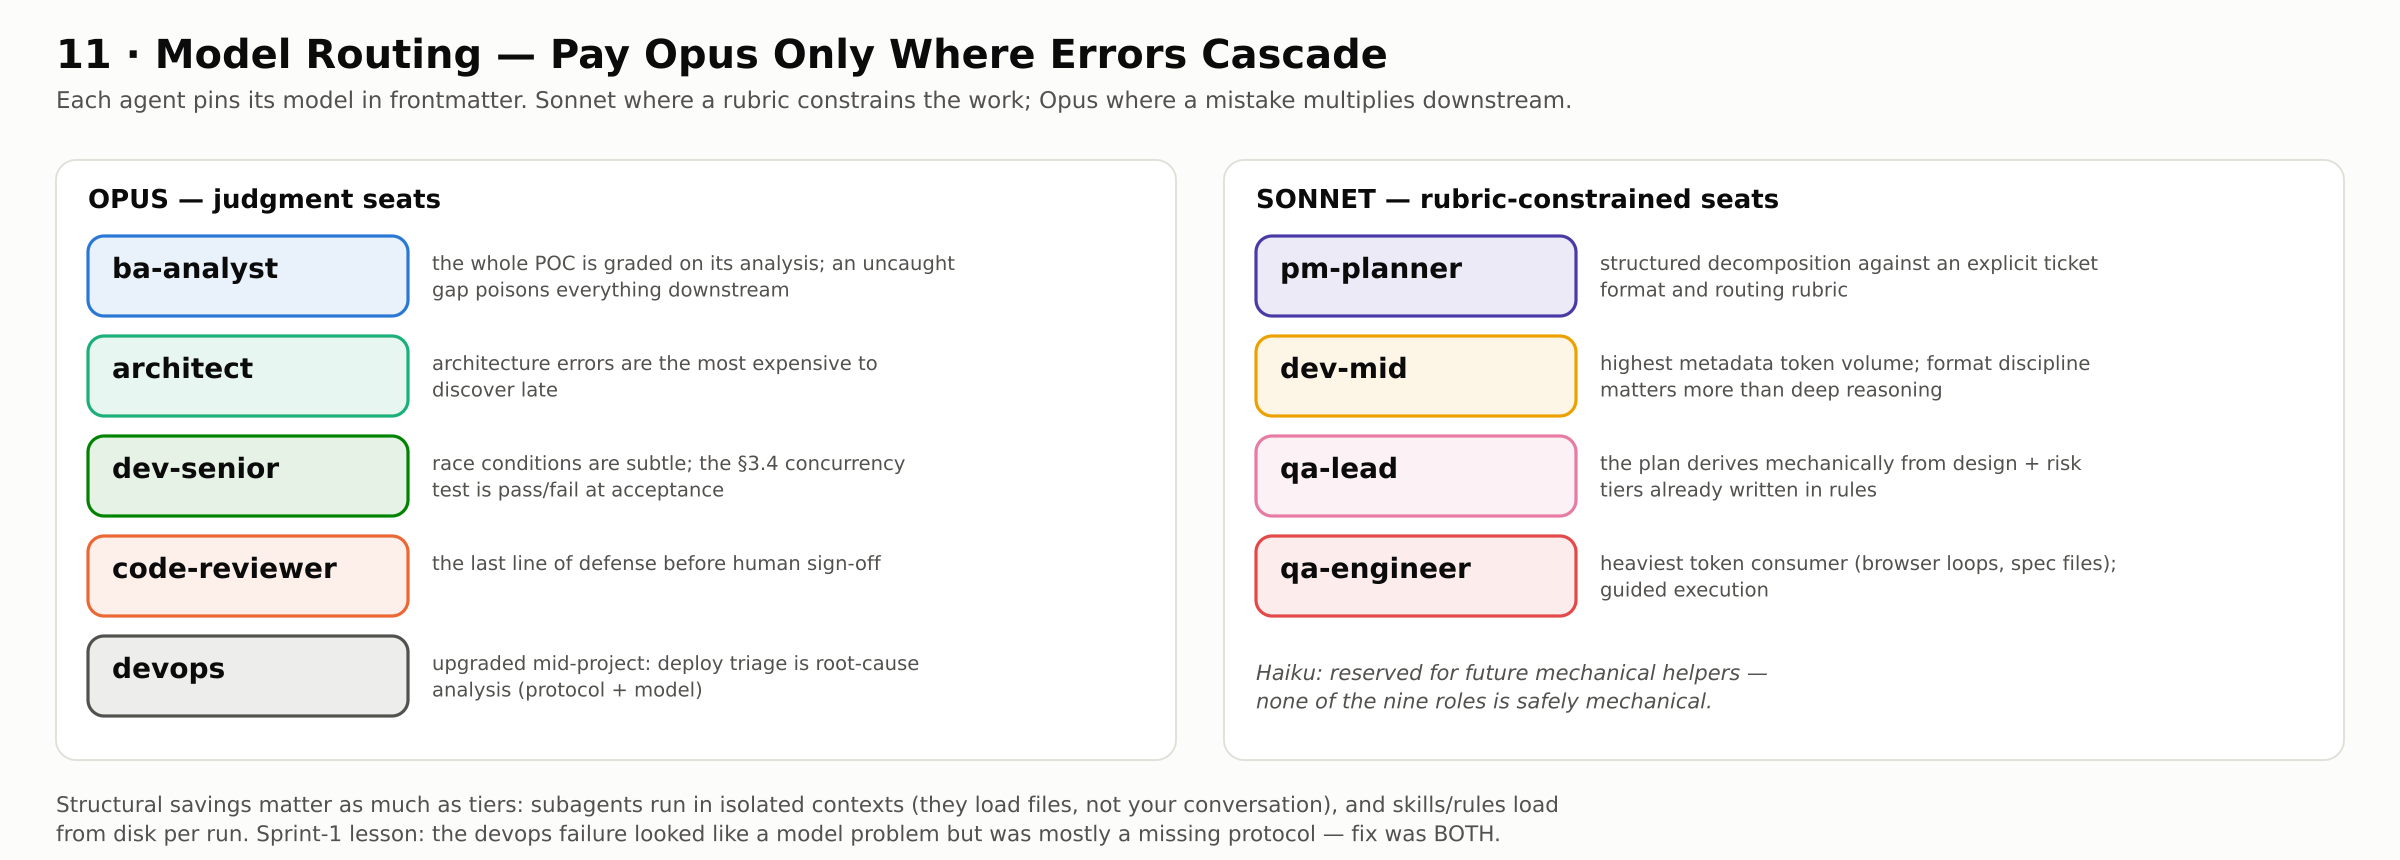 11 · Model Routing — Pay Opus Only Where Errors Cascade
Each agent pins its model in frontmatter. Sonnet where a rubric constrains the work; Opus where a mistake multiplies downstream.
OPUS — judgment seats
ba-analyst
the whole POC is graded on its analysis; an uncaught
gap poisons everything downstream
architect
architecture errors are the most expensive to
discover late
dev-senior
race conditions are subtle; the §3.4 concurrency
test is pass/fail at acceptance
code-reviewer
the last line of defense before human sign-off
devops
upgraded mid-project: deploy triage is root-cause
analysis (protocol + model)
SONNET — rubric-constrained seats
pm-planner
structured decomposition against an explicit ticket
format and routing rubric
dev-mid
highest metadata token volume; format discipline
matters more than deep reasoning
qa-lead
the plan derives mechanically from design + risk
tiers already written in rules
qa-engineer
heaviest token consumer (browser loops, spec files);
guided execution
Haiku: reserved for future mechanical helpers —
none of the nine roles is safely mechanical.
Structural savings matter as much as tiers: subagents run in isolated contexts (they load files, not your conversation), and skills/rules load
from disk per run. Sprint-1 lesson: the devops failure looked like a model problem but was mostly a missing protocol — fix was BOTH.